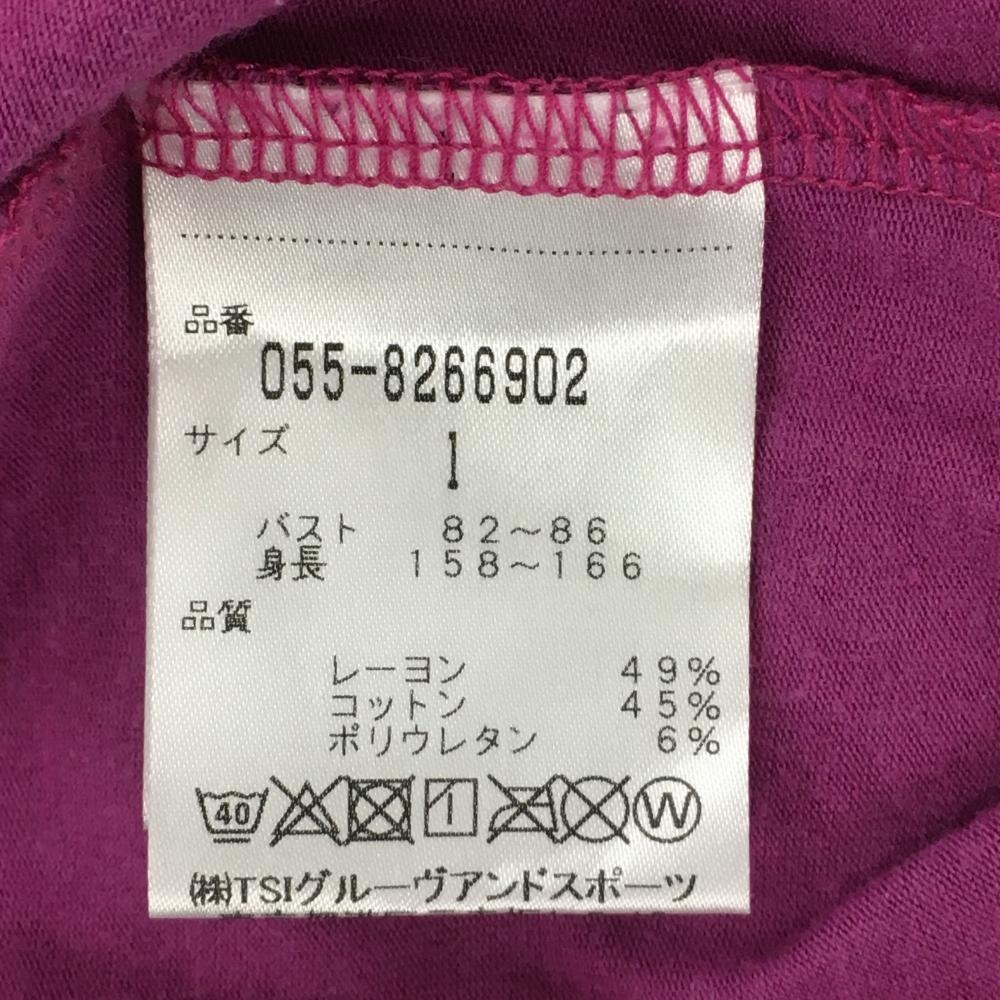 品番
055-8266902
サイズ 1
バスト 82～86
身長 158～166
品質
レーヨン 49%
コットン 45%
ポリウレタン 6%
40 W
㈱TSIグルーヴアンドスポーツ